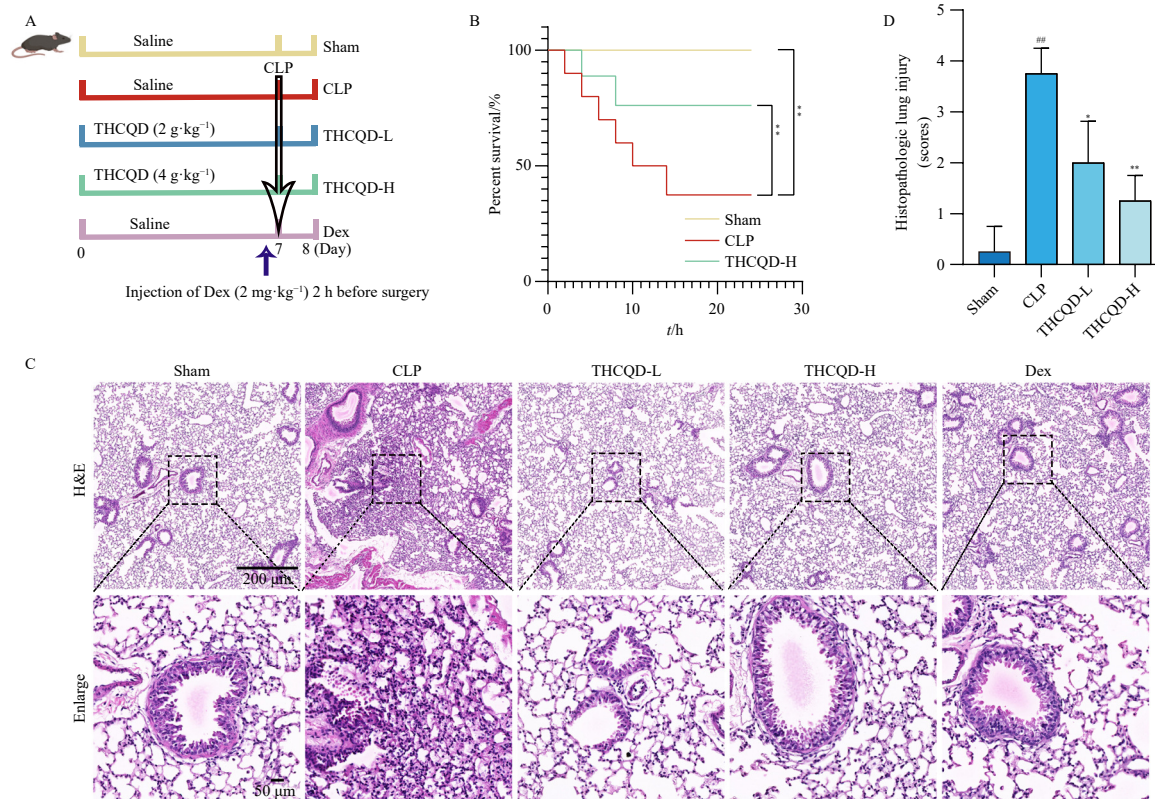 A
Saline
Sham
CLP
Saline
CLP
THCQD (2 g·kg⁻¹)
THCQD-L
THCQD (4 g·kg⁻¹)
THCQD-H
Saline
Dex
0
7
8 (Day)
Injection of Dex (2 mg·kg⁻¹) 2 h before surgery
B
Percent survival/%
100
50
0
0
10
20
30
t/h
Sham
CLP
THCQD-H
**
**
D
Histopathologic lung injury
(scores)
5
4
3
2
1
0
##
*
**
Sham
CLP
THCQD-L
THCQD-H
C
Sham
CLP
THCQD-L
THCQD-H
Dex
H&E
200 μm
Enlarge
50 μm